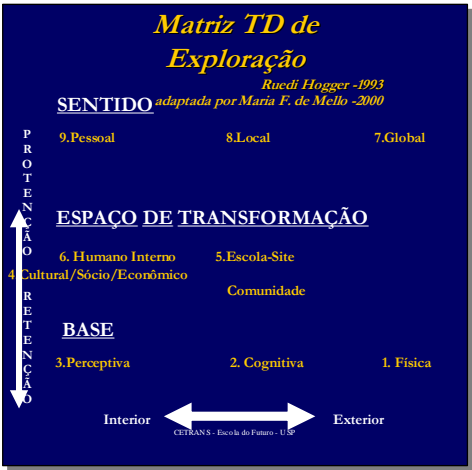 Matriz TD de
Exploração
Ruedi Hogger -1993
SENTIDO adaptada por Maria F. de Mello -2000
9.Pessoal 8.Local 7.Global
PROTENÇÃO
ESPAÇO DE TRANSFORMAÇÃO
6. Humano Interno 5.Escola-Site
4.Cultural/Sócio/Econômico
Comunidade
RETENÇÃO
BASE
3.Perceptiva 2. Cognitiva 1. Física
Interior Exterior
CETRANS - Escola do Futuro - USP